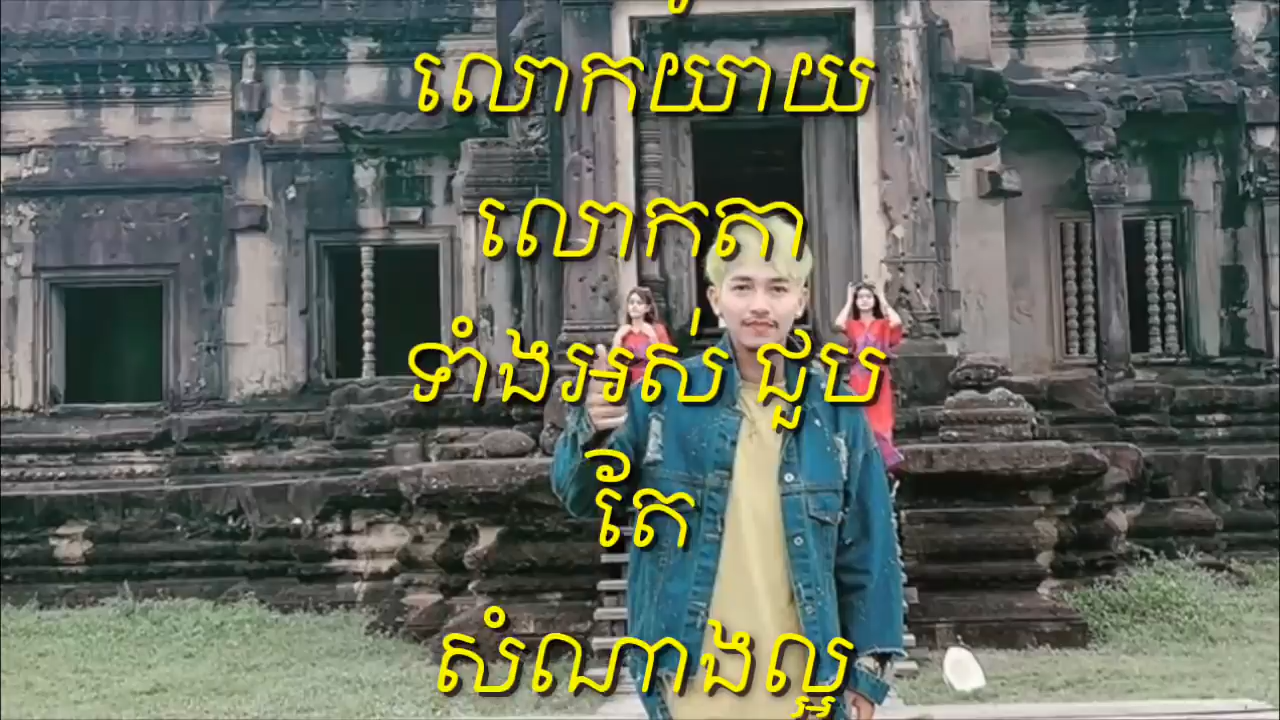 លោកយាយ
លោកតា
ទាំងអស់ ជួប
តែ
សំណាងល្អ